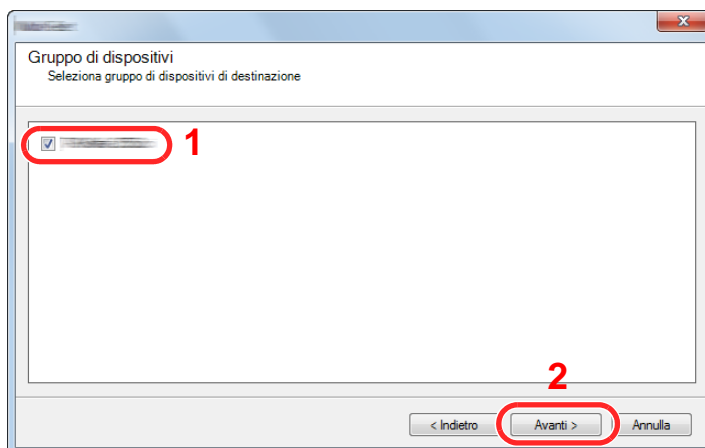 Gruppo di dispositivi
Seleziona gruppo di dispositivi di destinazione
1
2
< Indietro
Avanti >
Annulla